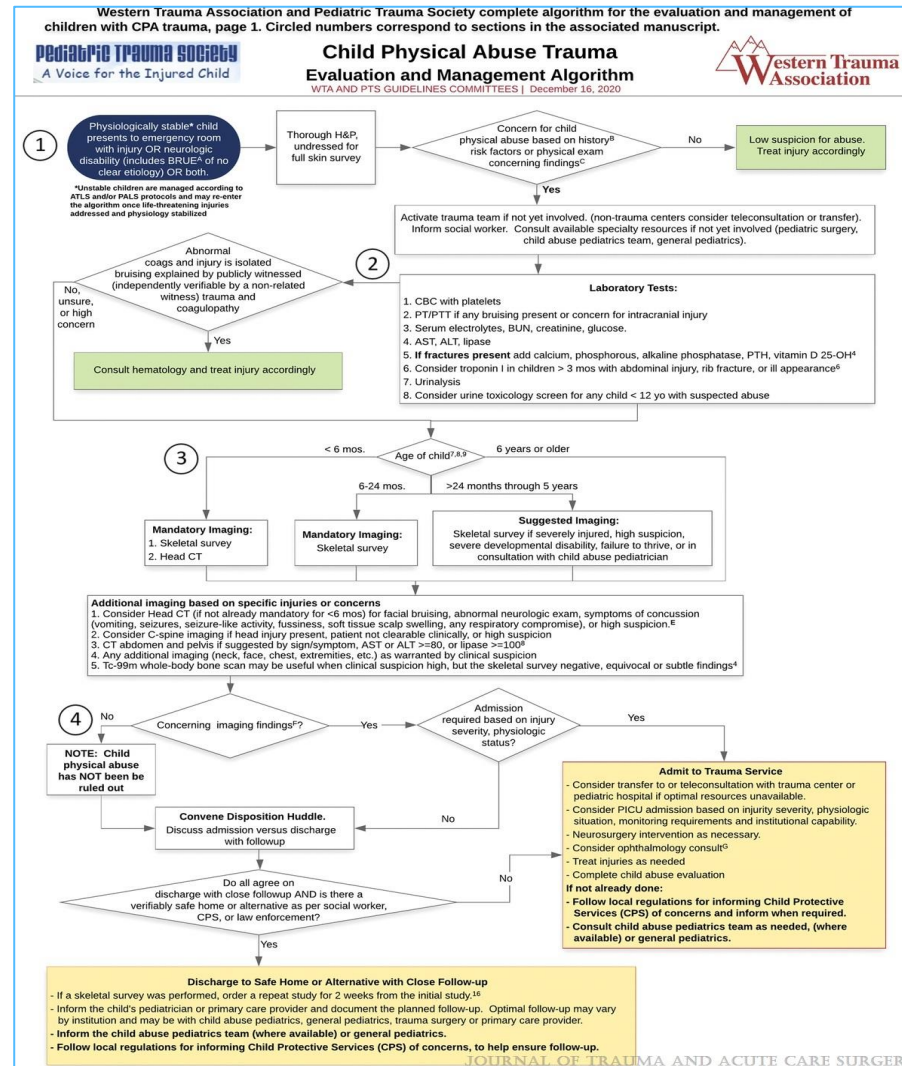 Western Trauma Association and Pediatric Trauma Society complete algorithm for the evaluation and management of
children with CPA trauma, page 1. Circled numbers correspond to sections in the associated manuscript.
PEDIATRIC TRAUMA SOCIETY
A Voice for the Injured Child
Child Physical Abuse Trauma
Evaluation and Management Algorithm
WTA AND PTS GUIDELINES COMMITTEES | December 16, 2020
Western Trauma
Association
1
Physiologically stable* child
presents to emergency room
with injury OR neurologic
disability (includes BRUEᴬ of no
clear etiology) OR both.
*Unstable children are managed according to
ATLS and/or PALS protocols and may re-enter
the algorithm once life-threatening injuries
addressed and physiology stabilized
Thorough H&P,
undressed for
full skin survey
Concern for child
physical abuse based on historyᴮ
risk factors or physical exam
concerning findingsᶜ
No
Low suspicion for abuse.
Treat injury accordingly
Yes
Activate trauma team if not yet involved. (non-trauma centers consider teleconsultation or transfer).
Inform social worker. Consult available specialty resources if not yet involved (pediatric surgery,
child abuse pediatrics team, general pediatrics).
2
Laboratory Tests:
1. CBC with platelets
2. PT/PTT if any bruising present or concern for intracranial injury
3. Serum electrolytes, BUN, creatinine, glucose.
4. AST, ALT, lipase
5. If fractures present add calcium, phosphorous, alkaline phosphatase, PTH, vitamin D 25-OH⁴
6. Consider troponin I in children > 3 mos with abdominal injury, rib fracture, or ill appearance⁶
7. Urinalysis
8. Consider urine toxicology screen for any child < 12 yo with suspected abuse
Abnormal
coags and injury is isolated
bruising explained by publicly witnessed
(independently verifiable by a non-related
witness) trauma and
coagulopathy
No,
unsure,
or high
concern
Yes
Consult hematology and treat injury accordingly
3
Age of child⁷,⁸,⁹
< 6 mos.
6 years or older
6-24 mos.
>24 months through 5 years
Mandatory Imaging:
1. Skeletal survey
2. Head CT
Mandatory Imaging:
Skeletal survey
Suggested Imaging:
Skeletal survey if severely injured, high suspicion,
severe developmental disability, failure to thrive, or in
consultation with child abuse pediatrician
Additional imaging based on specific injuries or concerns
1. Consider Head CT (if not already mandatory for <6 mos) for facial bruising, abnormal neurologic exam, symptoms of concussion
(vomiting, seizures, seizure-like activity, fussiness, soft tissue scalp swelling, any respiratory compromise), or high suspicion.ᴱ
2. Consider C-spine imaging if head injury present, patient not clearable clinically, or high suspicion
3. CT abdomen and pelvis if suggested by sign/symptom, AST or ALT >=80, or lipase >=100⁸
4. Any additional imaging (neck, face, chest, extremities, etc.) as warranted by clinical suspicion
5. Tc-99m whole-body bone scan may be useful when clinical suspicion high, but the skeletal survey negative, equivocal or subtle findings⁴
4
No
Concerning imaging findingsF?
Yes
Admission
required based on injury
severity, physiologic
status?
Yes
No
NOTE: Child
physical abuse
has NOT been be
ruled out
Convene Disposition Huddle.
Discuss admission versus discharge
with followup
Do all agree on
discharge with close followup AND is there a
verifiably safe home or alternative as per social worker,
CPS, or law enforcement?
No
Yes
Admit to Trauma Service
- Consider transfer to or teleconsultation with trauma center or
pediatric hospital if optimal resources unavailable.
- Consider PICU admission based on injurity severity, physiologic
situation, monitoring requirements and institutional capability.
- Neurosurgery intervention as necessary.
- Consider ophthalmology consultᴳ
- Treat injuries as needed
- Complete child abuse evaluation
If not already done:
- Follow local regulations for informing Child Protective
Services (CPS) of concerns and inform when required.
- Consult child abuse pediatrics team as needed, (where
available) or general pediatrics.
Discharge to Safe Home or Alternative with Close Follow-up
- If a skeletal survey was performed, order a repeat study for 2 weeks from the initial study.¹⁶
- Inform the child's pediatrician or primary care provider and document the planned follow-up. Optimal follow-up may vary
by institution and may be with child abuse pediatrics, general pediatrics, trauma surgery or primary care provider.
- Inform the child abuse pediatrics team (where available) or general pediatrics.
- Follow local regulations for informing Child Protective Services (CPS) of concerns, to help ensure follow-up.
JOURNAL OF TRAUMA AND ACUTE CARE SURGER